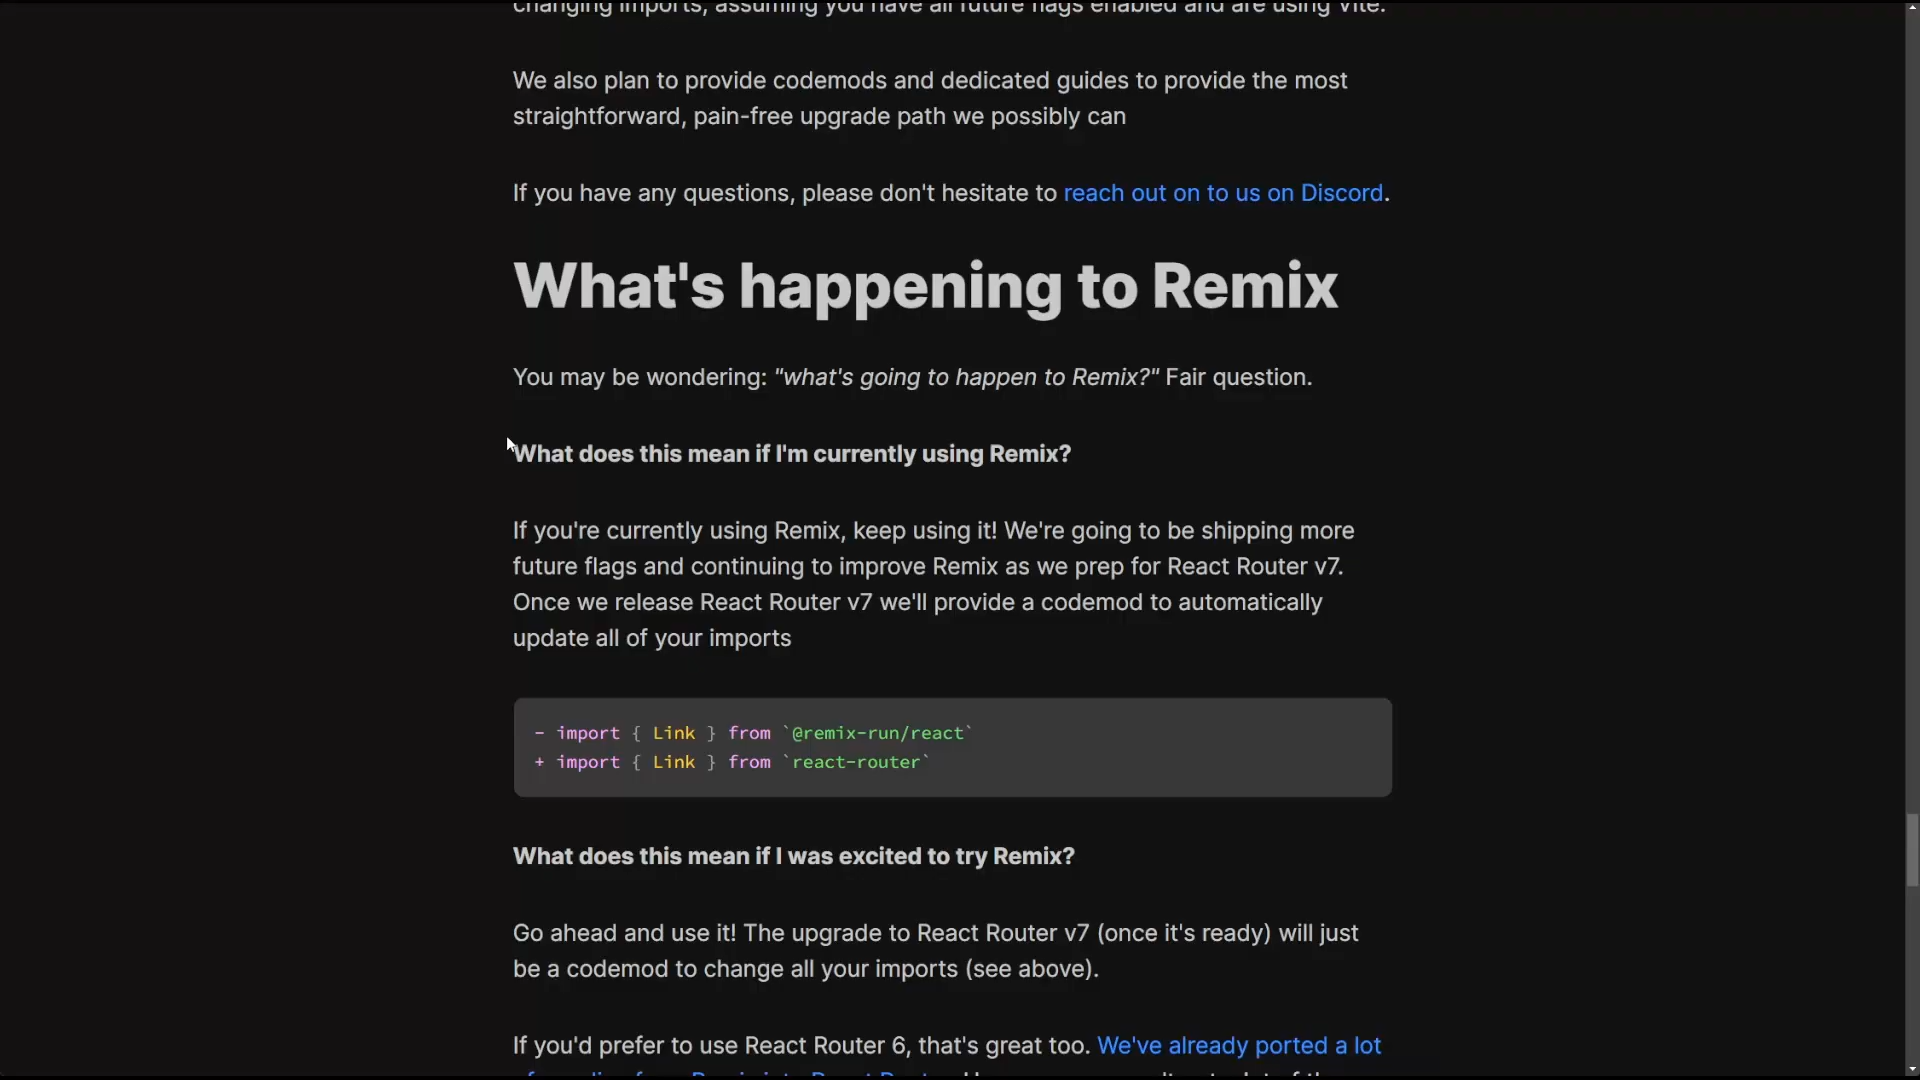 changing imports, assuming you have all future flags enabled and are using Vite.
We also plan to provide codemods and dedicated guides to provide the most
straightforward, pain-free upgrade path we possibly can
If you have any questions, please don't hesitate to reach out on to us on Discord.
What's happening to Remix
You may be wondering: "what's going to happen to Remix?" Fair question.
What does this mean if I'm currently using Remix?
If you're currently using Remix, keep using it! We're going to be shipping more
future flags and continuing to improve Remix as we prep for React Router v7.
Once we release React Router v7 we'll provide a codemod to automatically
update all of your imports
- import { Link } from `@remix-run/react`
+ import { Link } from `react-router`
What does this mean if I was excited to try Remix?
Go ahead and use it! The upgrade to React Router v7 (once it's ready) will just
be a codemod to change all your imports (see above).
If you'd prefer to use React Router 6, that's great too. We've already ported a lot